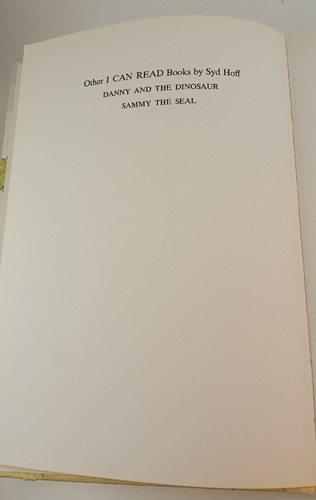 Other I CAN READ Books by Syd Hoff
DANNY AND THE DINOSAUR
SAMMY THE SEAL